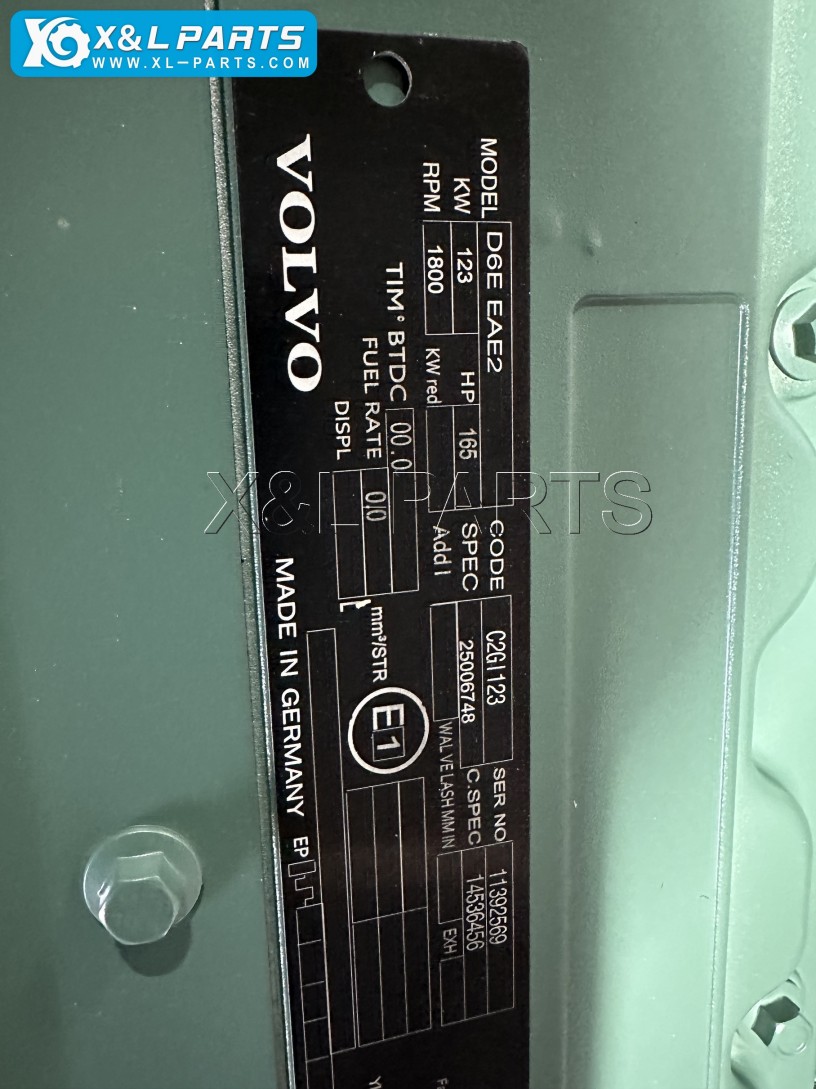 X&L PARTS
WWW.XL-PARTS.COM
VOLVO
MODEL D6E EAE2
KW 123 HP 165
RPM 1800 KW red
TIM° BTDC 00.0
FUEL RATE 0.0 mm³/STR
DISPL L
CODE C2GI123
SPEC 25006748
Add l
SER NO 11392569
C.SPEC 14536456
WALVE LASH MM IN EXH
E1
MADE IN GERMANY
EP
X&L PARTS